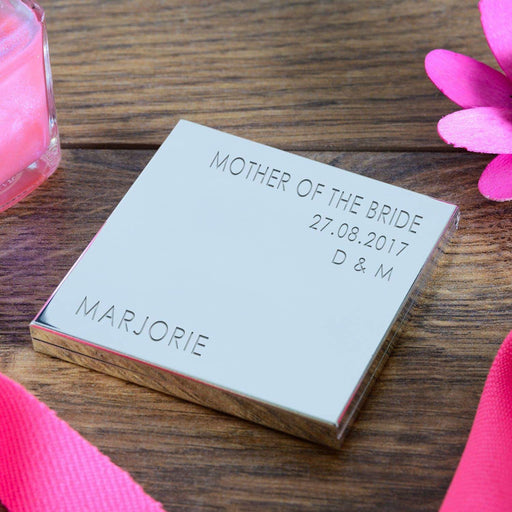 MOTHER OF THE BRIDE
27.08.2017
D & M
MARJORIE